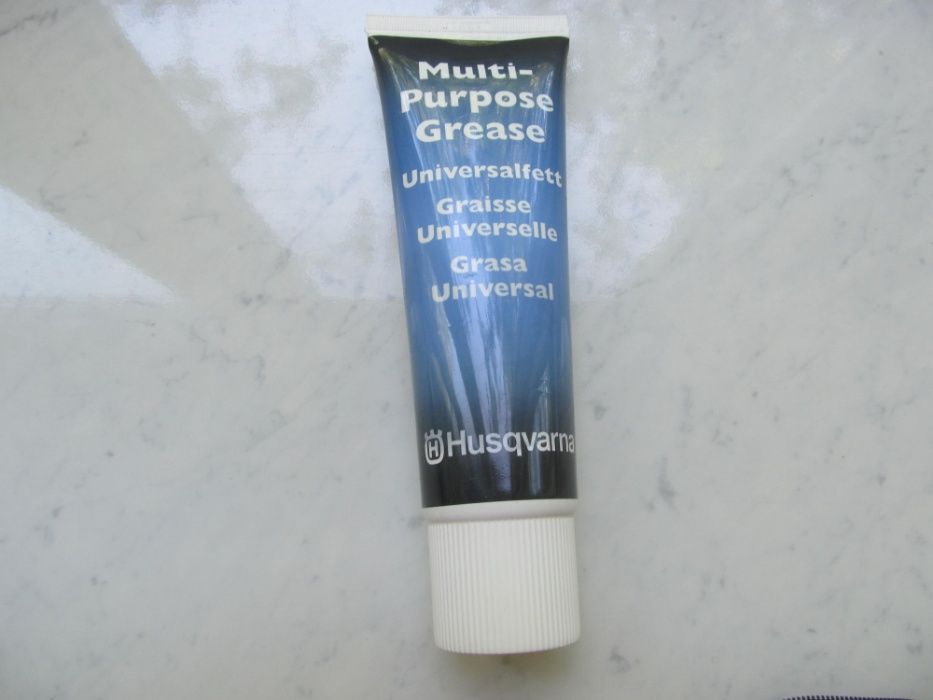 Multi-
Purpose
Grease
Universalfett
Graisse
Universelle
Grasa
Universal
H Husqvarna